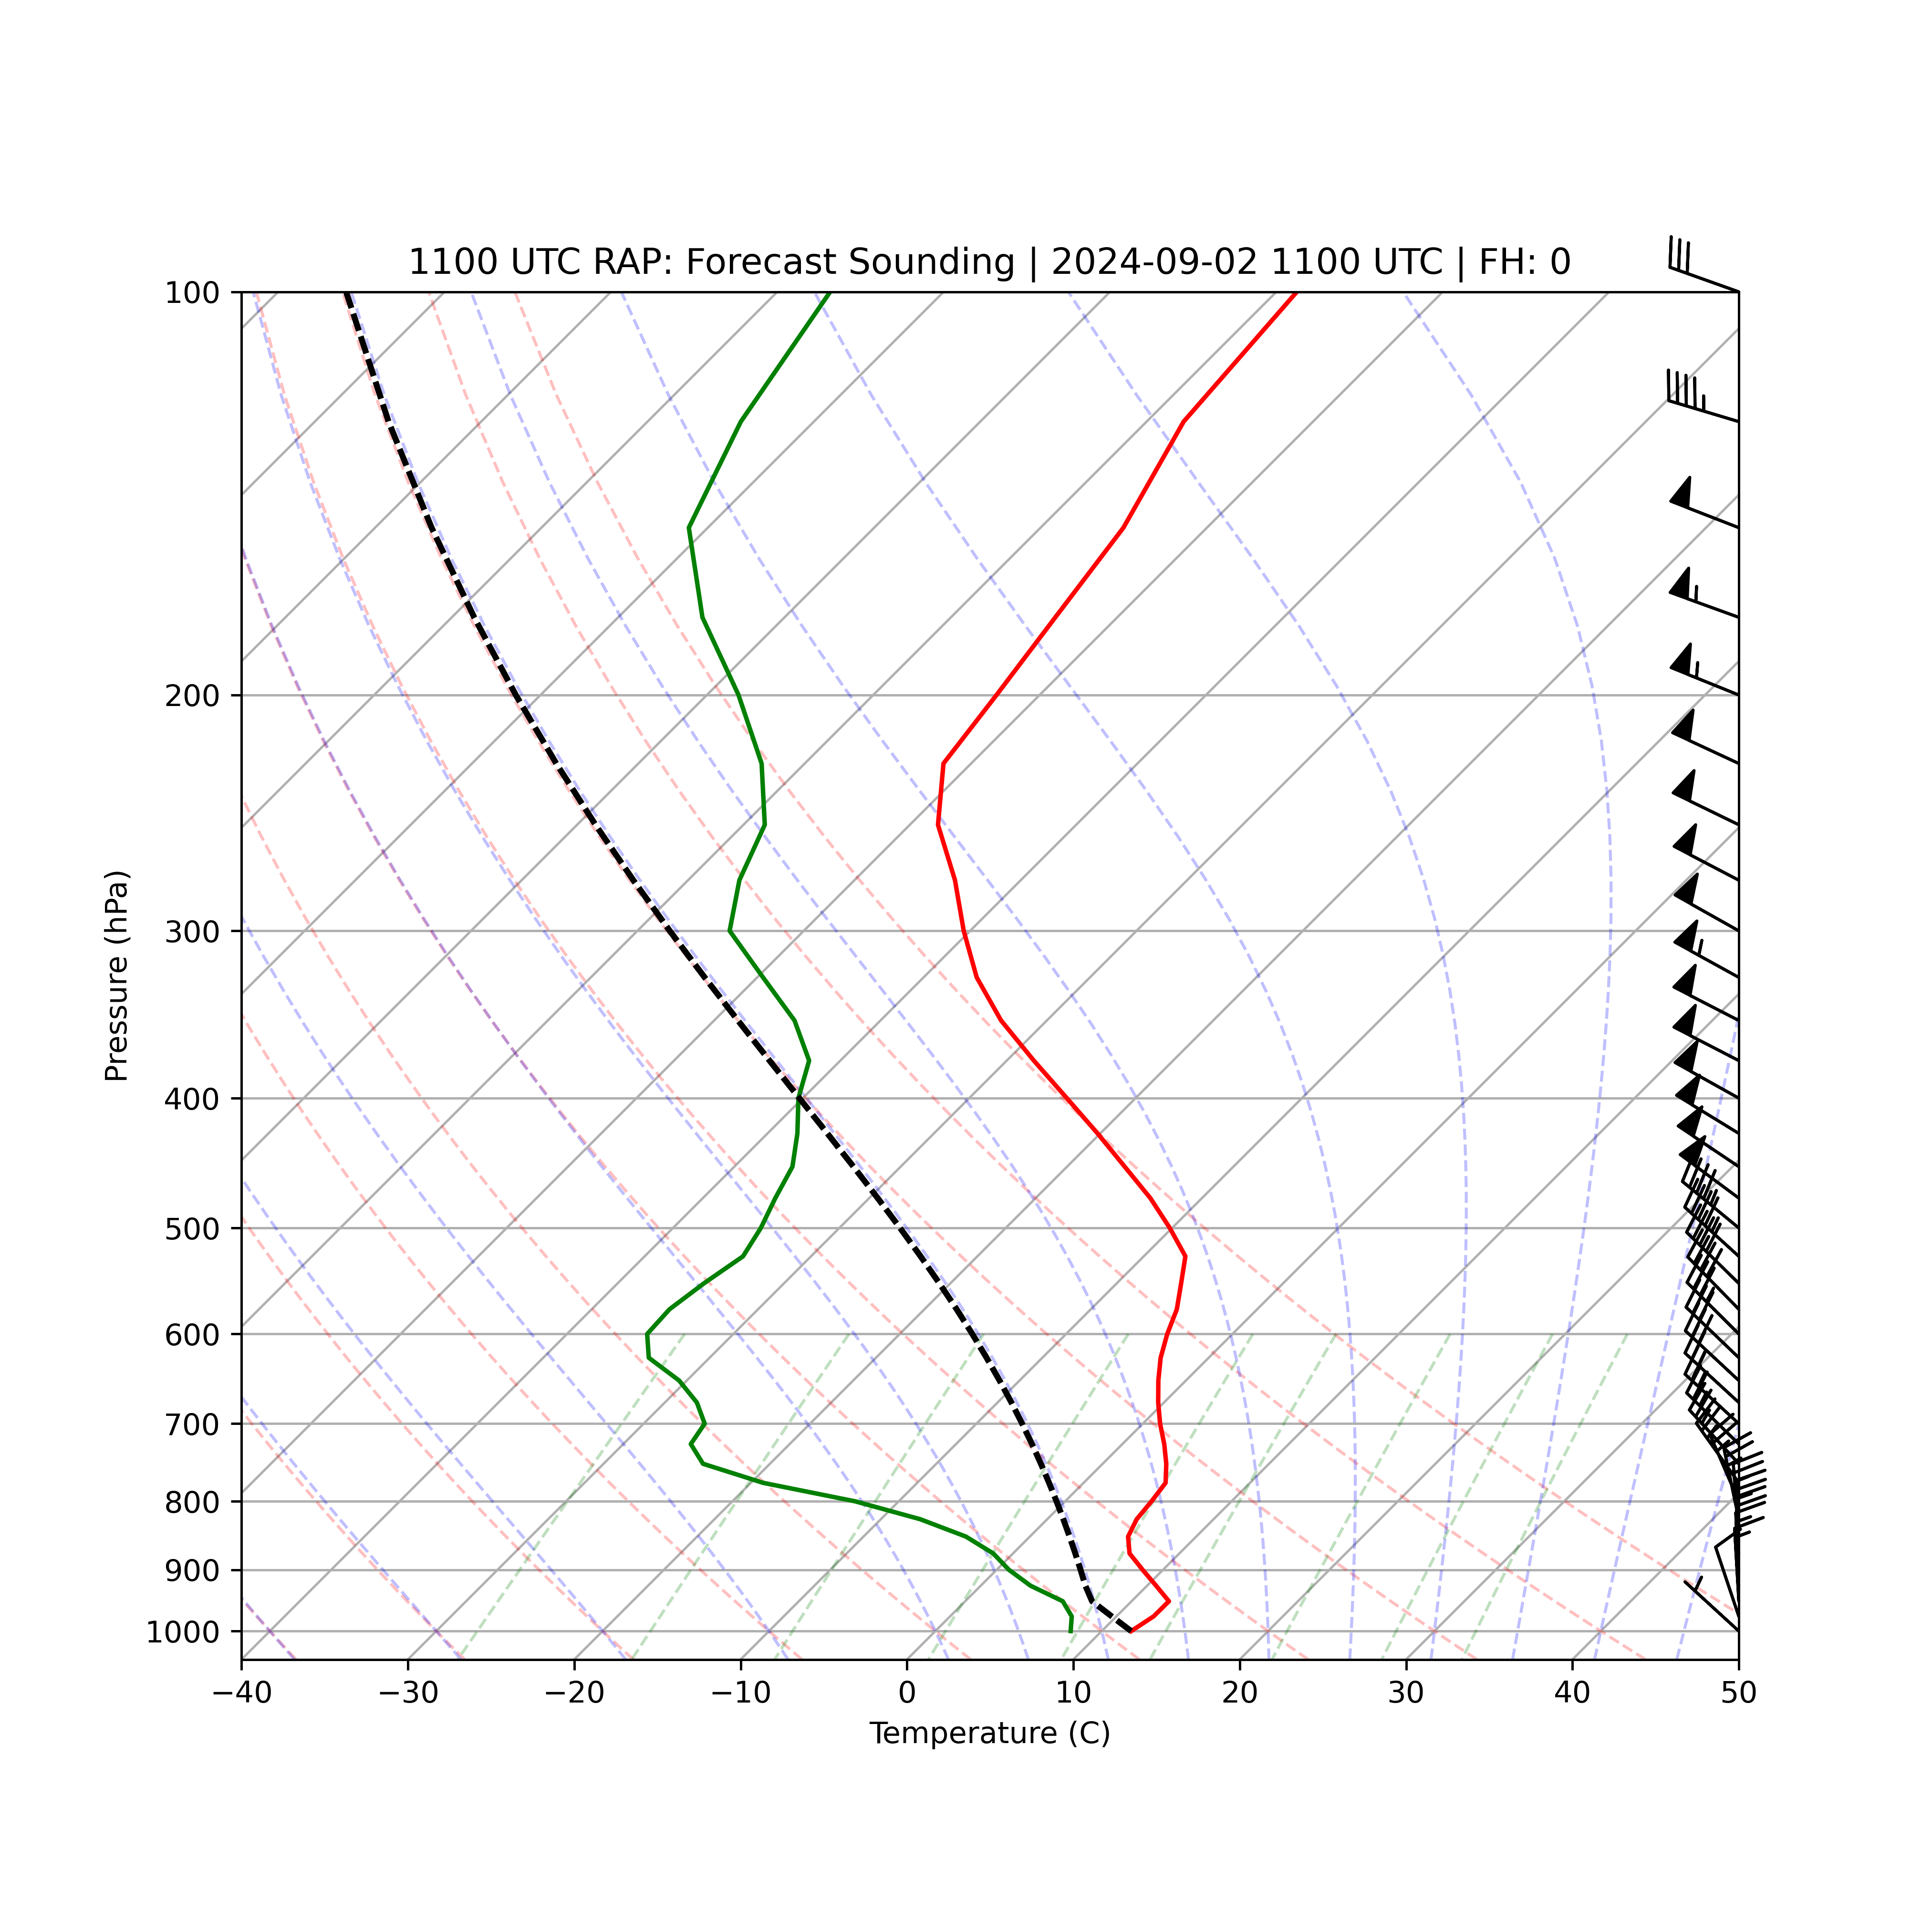 1100 UTC RAP: Forecast Sounding | 2024-09-02 1100 UTC | FH: 0
100
200
300
400
500
600
700
800
900
1000
Pressure (hPa)
−40 −30 −20 −10 0 10 20 30 40 50
Temperature (C)